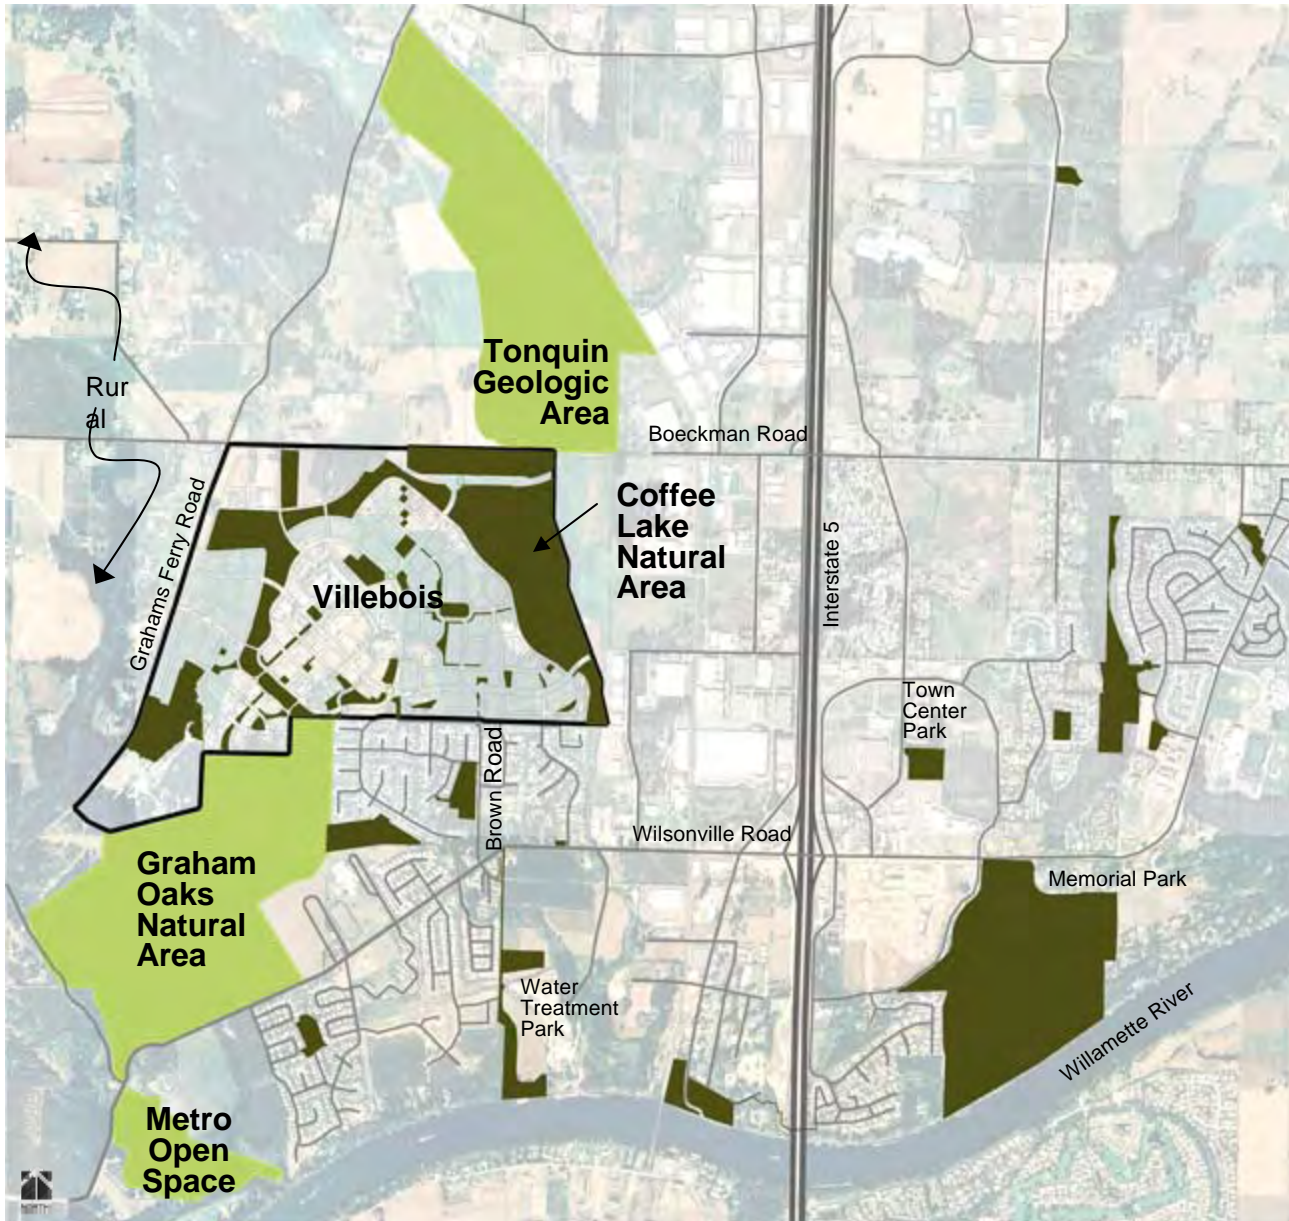 Tonquin
Geologic
Area
Rur
al
Boeckman Road
Coffee
Lake
Natural
Area
Grahams Ferry Road
Villebois
Interstate 5
Town
Center
Park
Brown Road
Wilsonville Road
Graham
Oaks
Natural
Area
Memorial Park
Water
Treatment
Park
Willamette River
Metro
Open
Space
NORTH